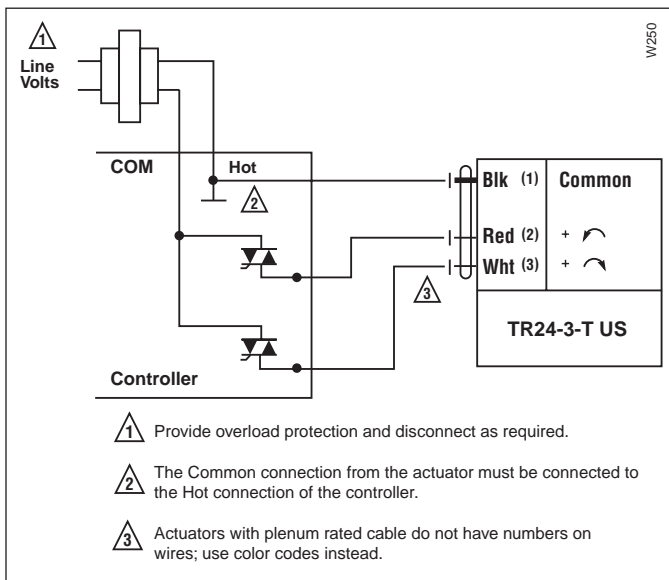 W250
1
Line
Volts
COM
Hot
2
Blk (1) Common
Red (2) +
Wht (3) +
3
TR24-3-T US
Controller
1 Provide overload protection and disconnect as required.
2 The Common connection from the actuator must be connected to
the Hot connection of the controller.
3 Actuators with plenum rated cable do not have numbers on
wires; use color codes instead.